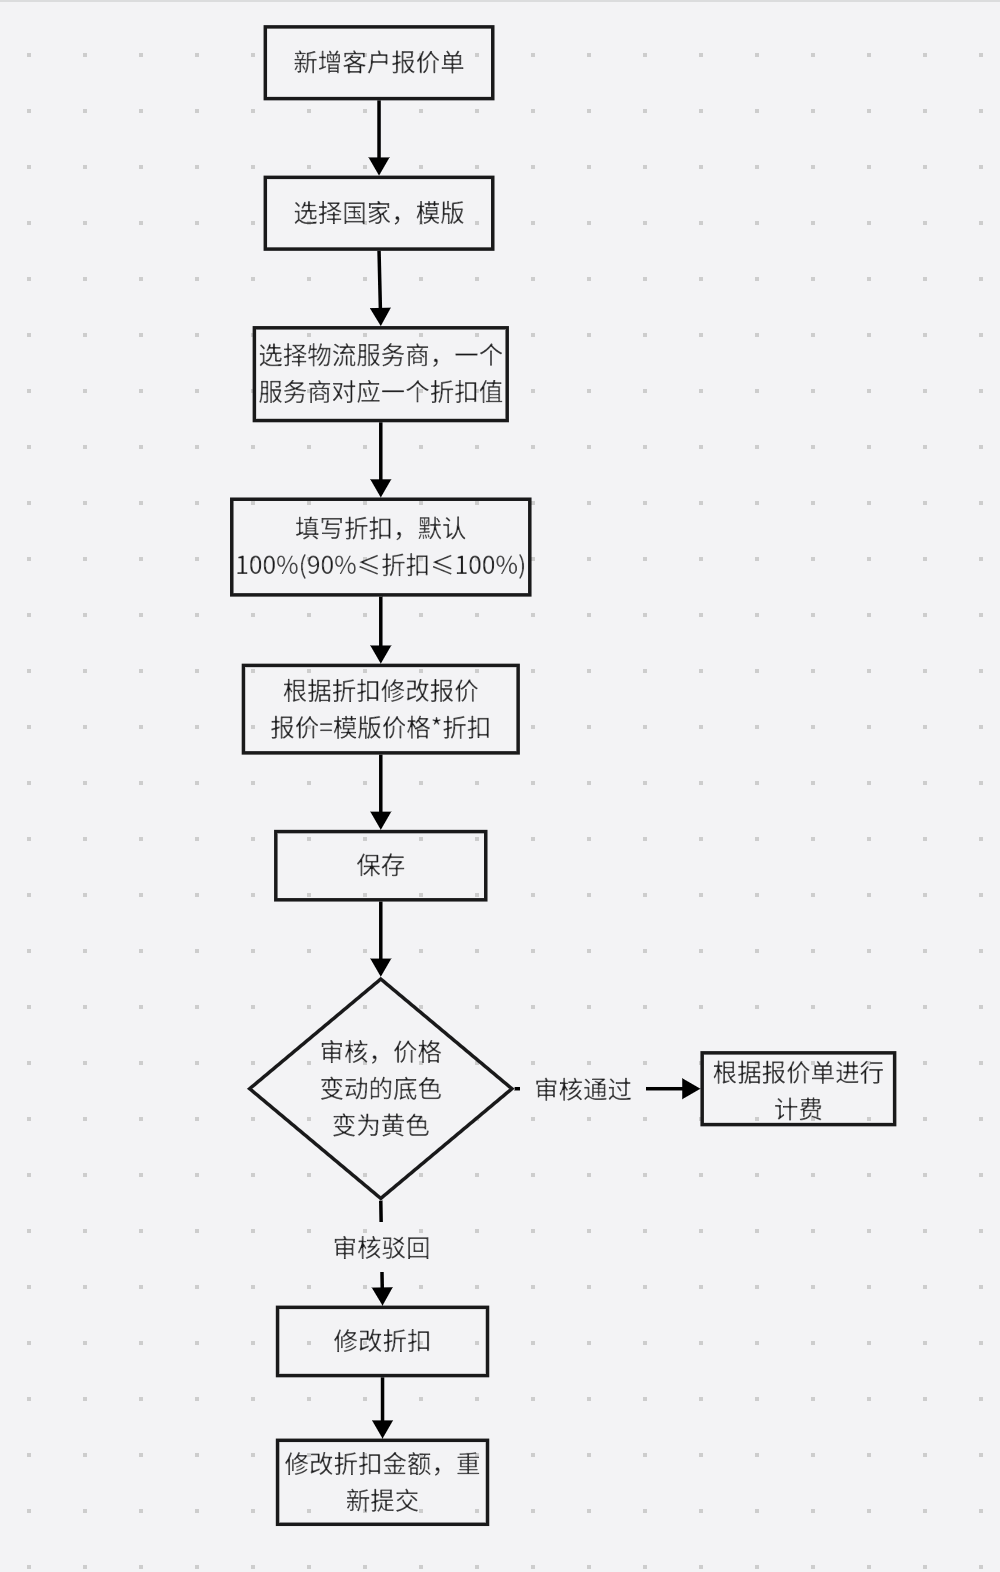 新增客户报价单
选择国家，模版
选择物流服务商，一个
服务商对应一个折扣值
填写折扣，默认
100%(90%≤折扣≤100%)
根据折扣修改报价
报价=模版价格*折扣
保存
审核，价格
变动的底色
变为黄色
审核通过
根据报价单进行
计费
审核驳回
修改折扣
修改折扣金额，重
新提交